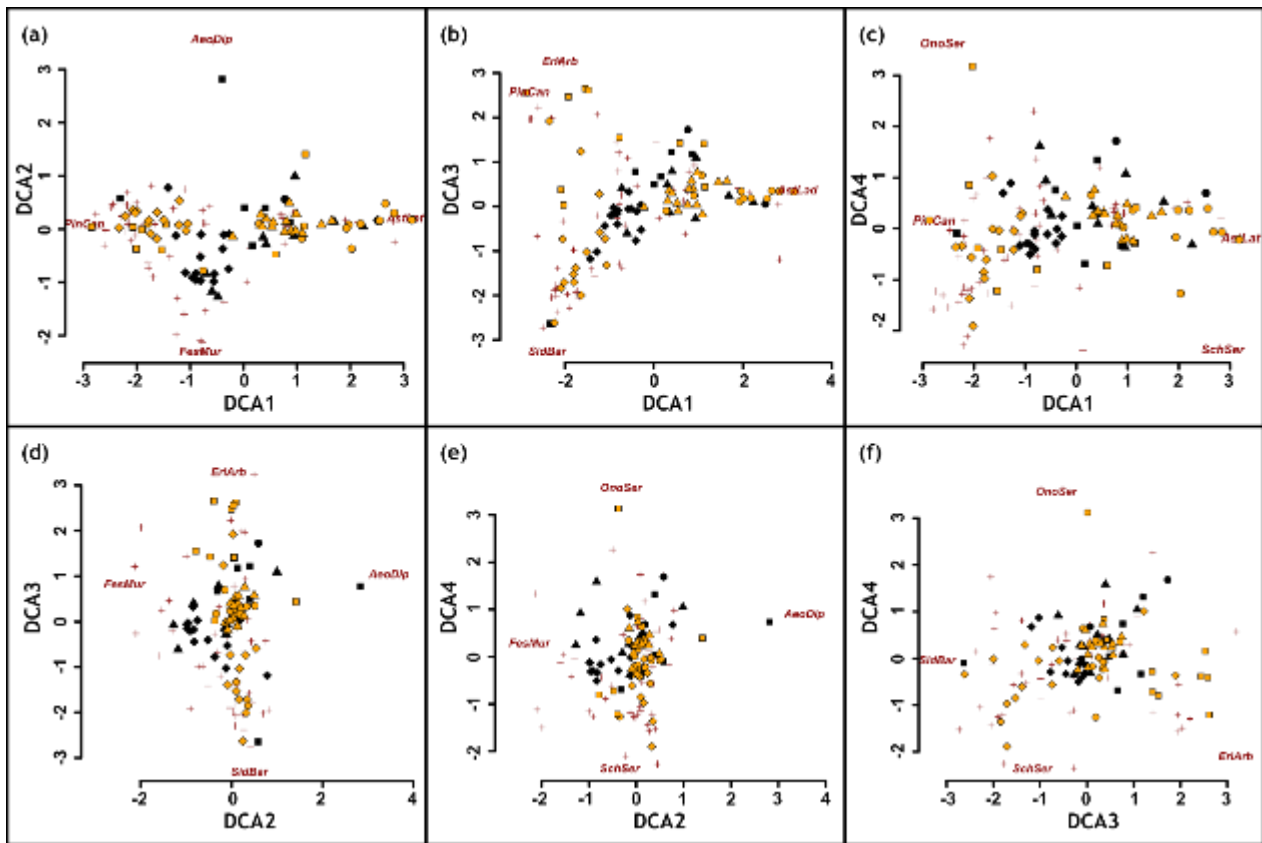 (a)
AeoDip
DCA2
3
2
1
0
-1
-2
PinCan
FesMur
-3 -2 -1 0 1 2 3
DCA1
(b)
EriArb
PinCan
DCA3
3
2
1
0
-1
-2
-3
SidBar
-2 0 2 4
DCA1
(c)
OnoSer
DCA4
3
2
1
0
-1
-2
PinCan
AstLat
SchSer
-3 -2 -1 0 1 2 3
DCA1
(d)
EriArb
DCA3
3
2
1
0
-1
-2
-3
FesMur
AeoDip
SidBar
-2 0 2 4
DCA2
(e)
OnoSer
DCA4
3
2
1
0
-1
-2
AeoDip
FesMur
SchSer
-2 -1 0 1 2 3 4
DCA2
(f)
OnoSer
DCA4
3
2
1
0
-1
-2
SidBar
EriArb
SchSer
-3 -2 -1 0 1 2 3
DCA3